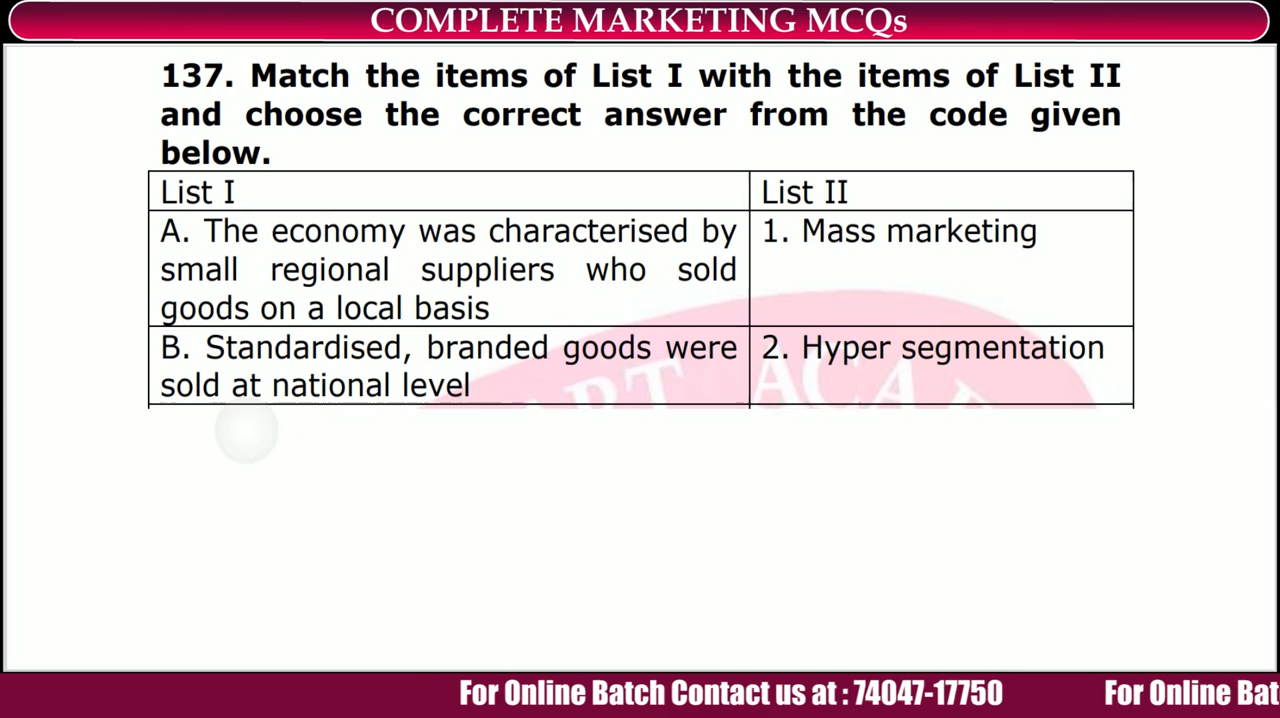 COMPLETE MARKETING MCQs
137. Match the items of List I with the items of List II
and choose the correct answer from the code given
below.
List I
List II
A. The economy was characterised by
small regional suppliers who sold
goods on a local basis
1. Mass marketing
B. Standardised, branded goods were
sold at national level
2. Hyper segmentation
For Online Batch Contact us at : 74047-17750
For Online Bat